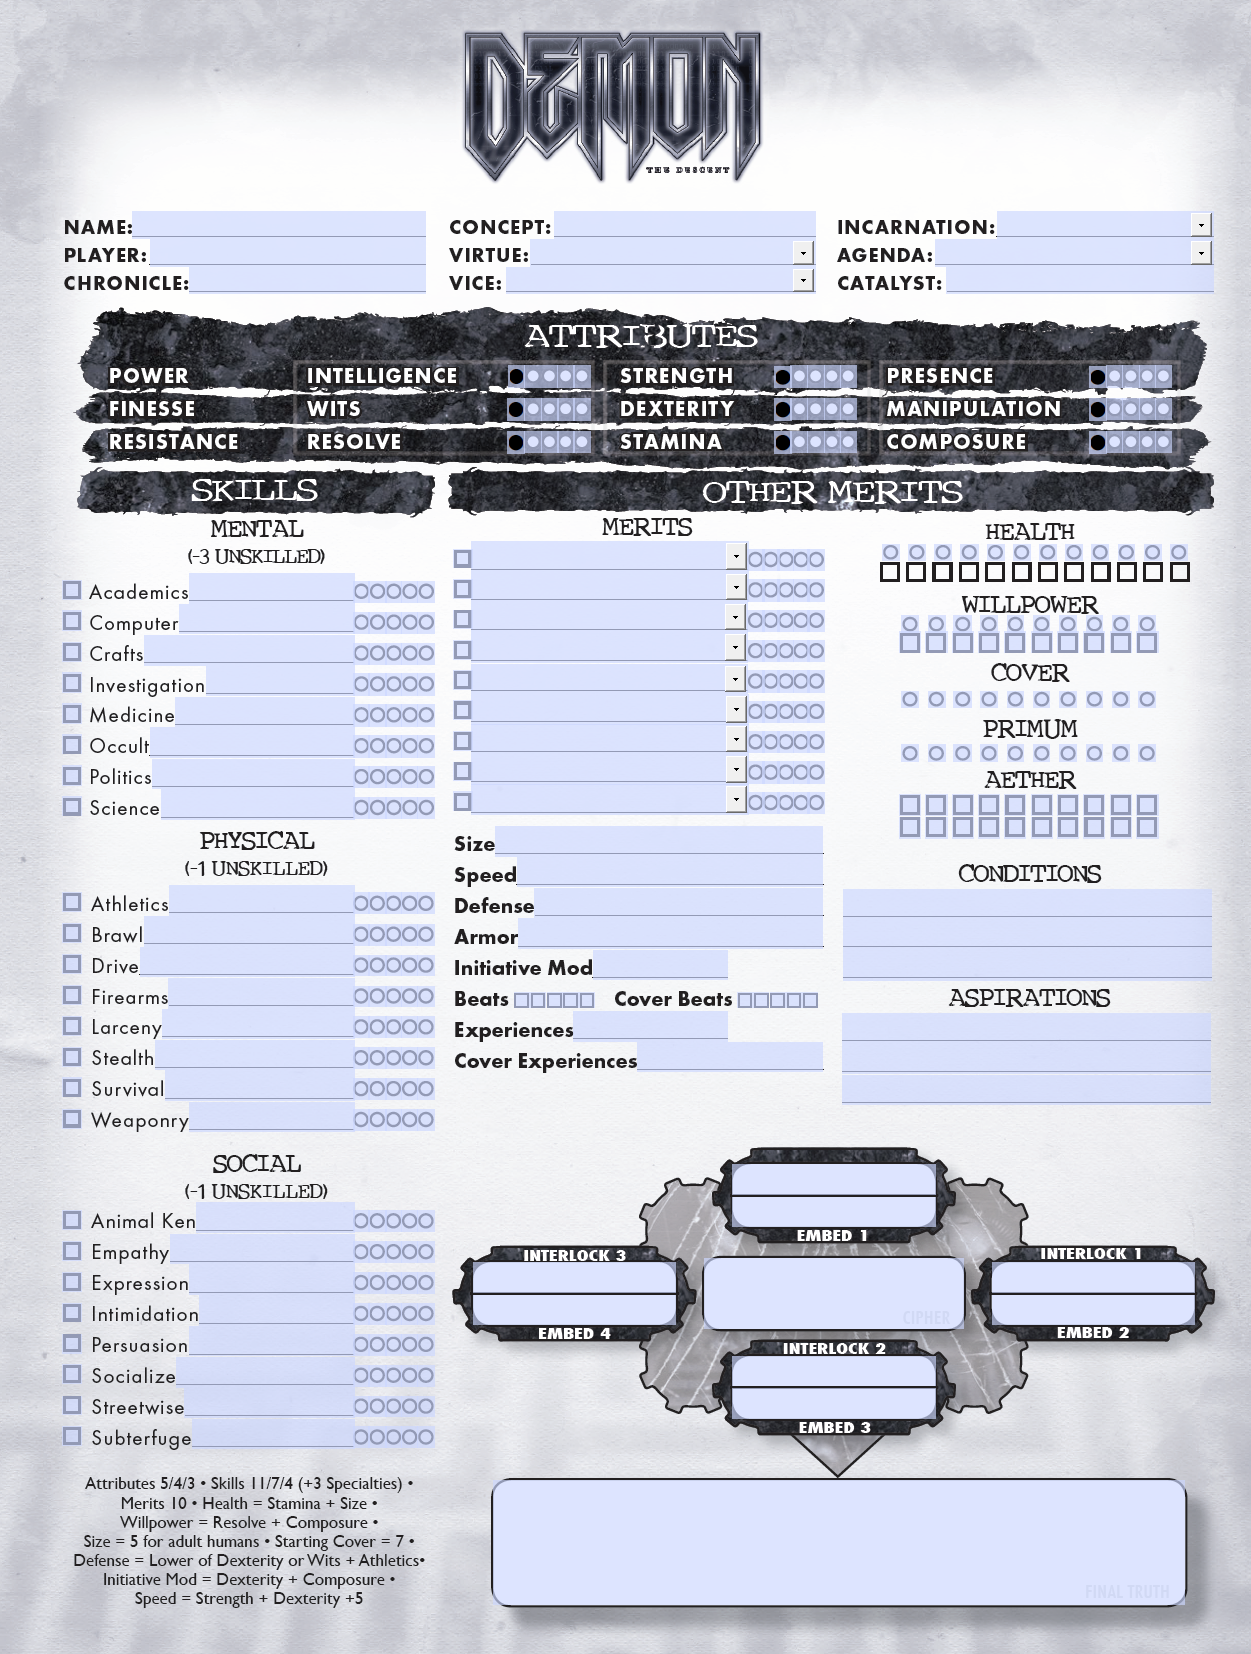 DEMON
THE DESCENT
NAME:
CONCEPT:
INCARNATION:
PLAYER:
VIRTUE:
AGENDA:
CHRONICLE:
VICE:
CATALYST:
ATTRIBUTES
POWER INTELLIGENCE STRENGTH PRESENCE
FINESSE WITS DEXTERITY MANIPULATION
RESISTANCE RESOLVE STAMINA COMPOSURE
SKILLS
MENTAL
(-3 UNSKILLED)
Academics
Computer
Crafts
Investigation
Medicine
Occult
Politics
Science
PHYSICAL
(-1 UNSKILLED)
Athletics
Brawl
Drive
Firearms
Larceny
Stealth
Survival
Weaponry
SOCIAL
(-1 UNSKILLED)
Animal Ken
Empathy
Expression
Intimidation
Persuasion
Socialize
Streetwise
Subterfuge
Attributes 5/4/3 • Skills 11/7/4 (+3 Specialties) •
Merits 10 • Health = Stamina + Size •
Willpower = Resolve + Composure •
Size = 5 for adult humans • Starting Cover = 7 •
Defense = Lower of Dexterity or Wits + Athletics•
Initiative Mod = Dexterity + Composure •
Speed = Strength + Dexterity +5
OTHER MERITS
MERITS
Size
Speed
Defense
Armor
Initiative Mod
Beats Cover Beats
Experiences
Cover Experiences
HEALTH
WILLPOWER
COVER
PRIMUM
AETHER
CONDITIONS
ASPIRATIONS
EMBED 1
INTERLOCK 3
INTERLOCK 1
CIPHER
EMBED 4
EMBED 2
INTERLOCK 2
EMBED 3
FINAL TRUTH